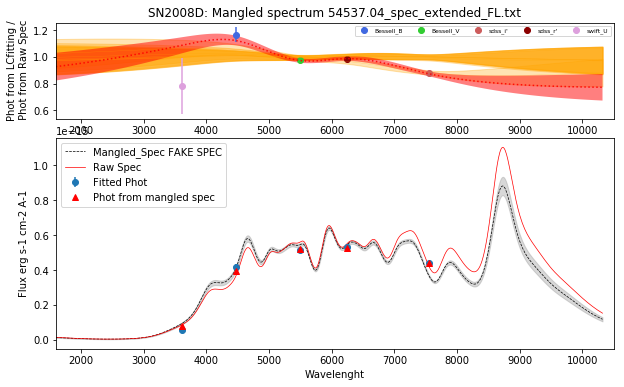 SN2008D: Mangled spectrum 54537.04_spec_extended_FL.txt
Phot from LCfitting /
Phot from Raw Spec
1.2
1.0
0.8
0.6
Bessell_B
Bessell_V
sdss_i'
sdss_r'
swift_U
2000 3000 4000 5000 6000 7000 8000 9000 10000
Flux erg s-1 cm-2 A-1
1.0
0.8
0.6
0.4
0.2
0.0
Mangled_Spec FAKE SPEC
Raw Spec
Fitted Phot
Phot from mangled spec
2000 3000 4000 5000 6000 7000 8000 9000 10000
Wavelenght